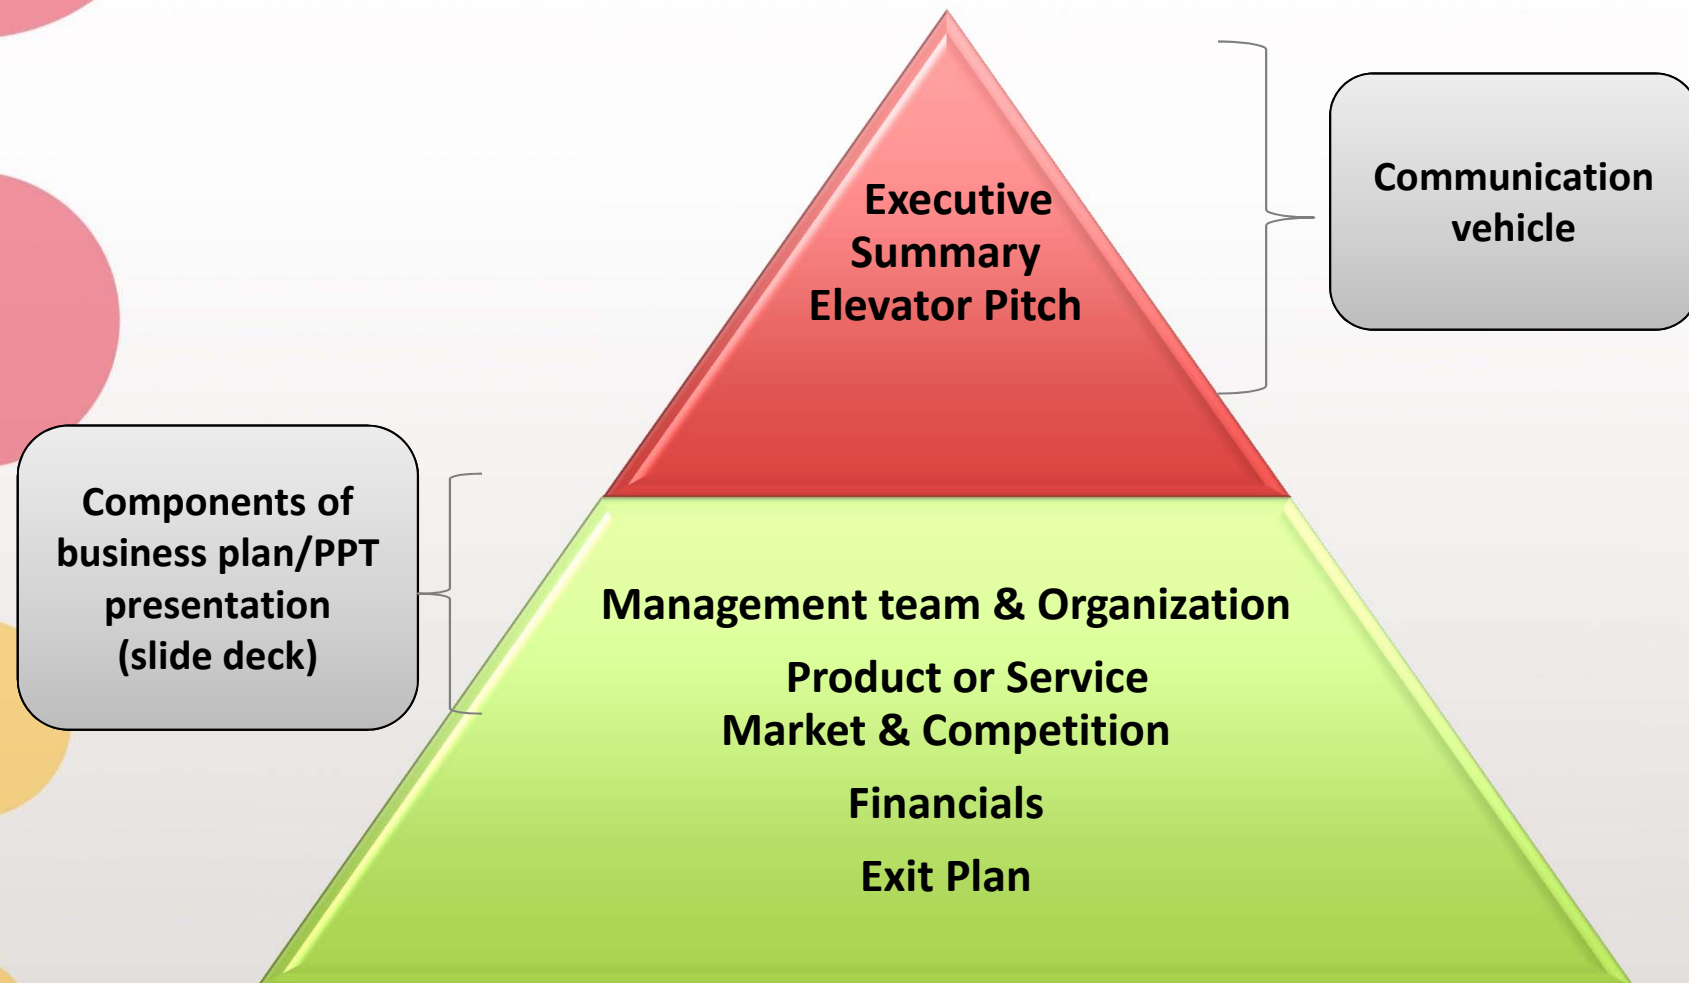 Executive
Summary
Elevator Pitch
Communication
vehicle
Components of
business plan/PPT
presentation
(slide deck)
Management team & Organization
Product or Service
Market & Competition
Financials
Exit Plan